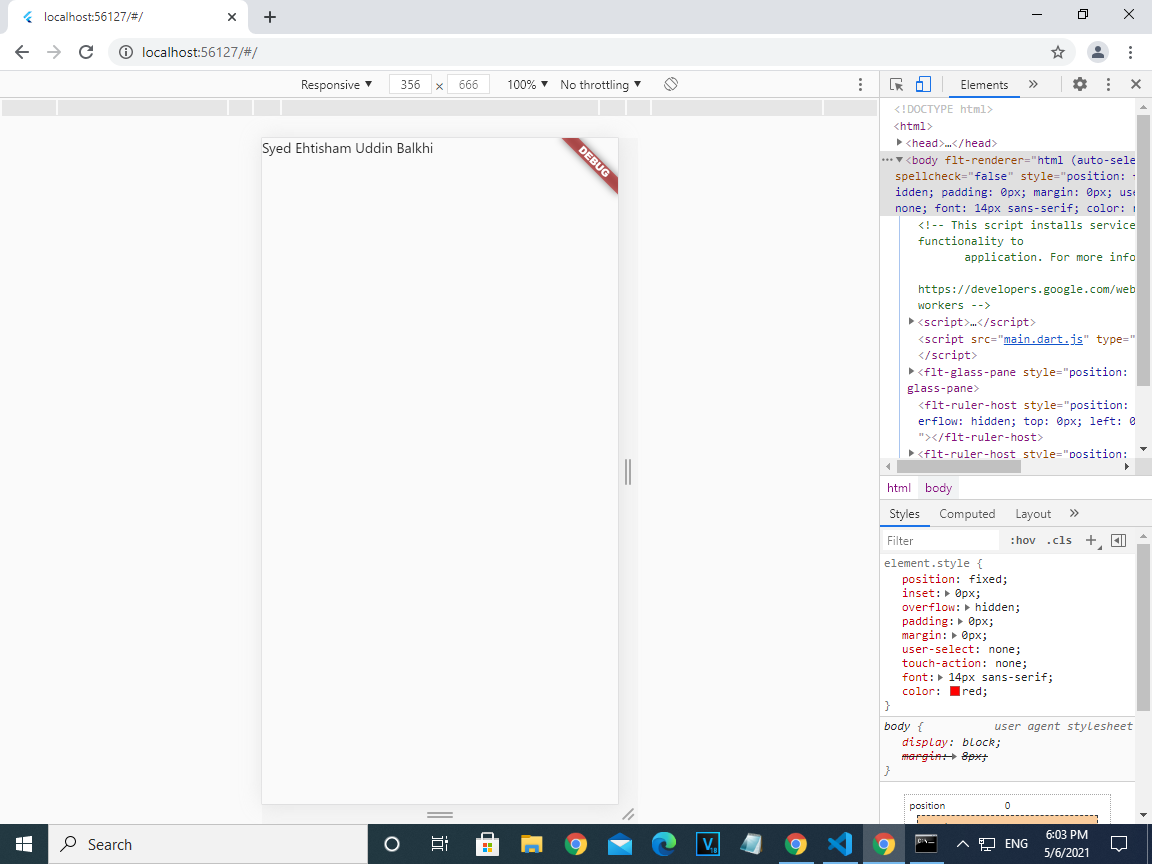 localhost:56127/#/
localhost:56127/#/
Responsive 356 × 666 100% No throttling
Elements
Syed Ehtisham Uddin Balkhi
DEBUG
<!DOCTYPE html>
<html>
<head>…</head>
<body flt-renderer="html (auto-sele
spellcheck="false" style="position:
idden; padding: 0px; margin: 0px; use
none; font: 14px sans-serif; color:
<!-- This script installs service
functionality to
application. For more info
https://developers.google.com/web
workers -->
<script>…</script>
<script src="main.dart.js" type="
</script>
<flt-glass-pane style="position:
glass-pane>
<flt-ruler-host style="position:
erflow: hidden; top: 0px; left: 0
"></flt-ruler-host>
<flt-ruler-host style="position:
html body
Styles Computed Layout
Filter :hov .cls
element.style {
position: fixed;
inset: 0px;
overflow: hidden;
padding: 0px;
margin: 0px;
user-select: none;
touch-action: none;
font: 14px sans-serif;
color: red;
}
body { user agent stylesheet
display: block;
margin: 8px;
}
position 0
Search
ENG
6:03 PM
5/6/2021